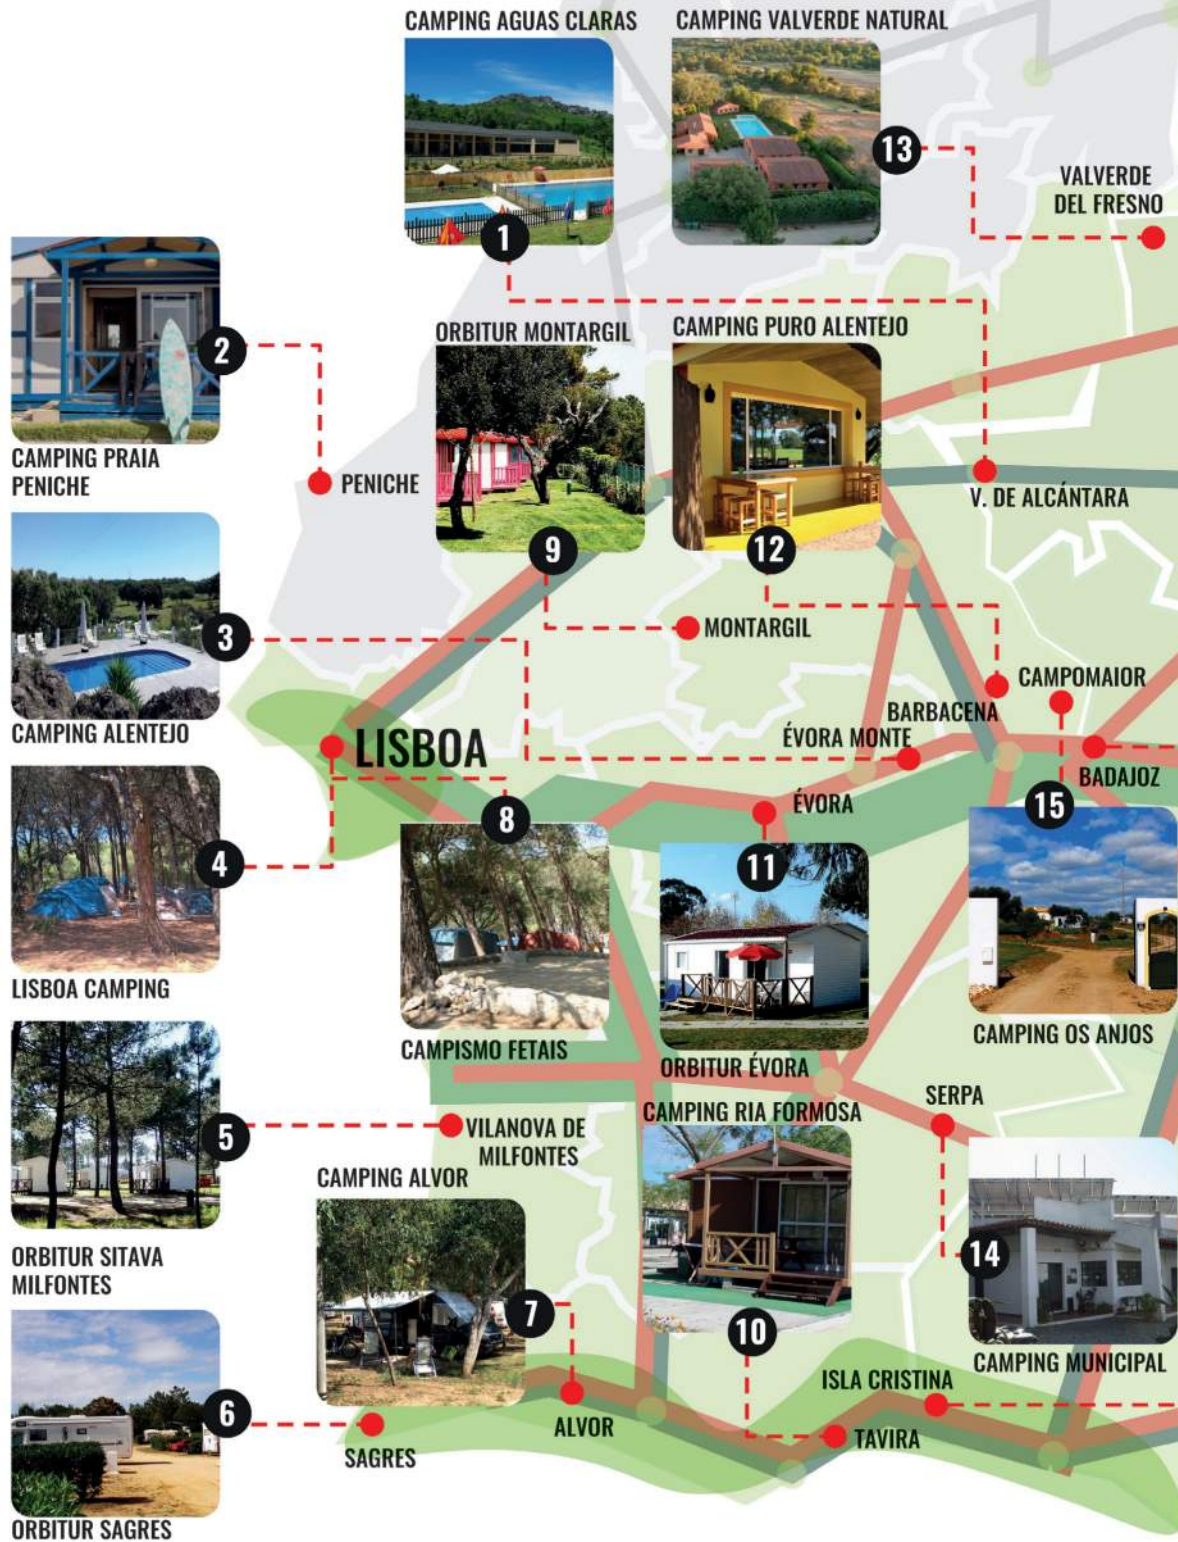 CAMPING AGUAS CLARAS
CAMPING VALVERDE NATURAL
1
13
VALVERDE
DEL FRESNO
2
CAMPING PRAIA
PENICHE
PENICHE
ORBITUR MONTARGIL
CAMPING PURO ALENTEJO
V. DE ALCÁNTARA
9
12
3
CAMPING ALENTEJO
MONTARGIL
CAMPOMAIOR
BARBACENA
ÉVORA MONTE
LISBOA
BADAJOZ
ÉVORA
8
15
4
11
LISBOA CAMPING
CAMPISMO FETAIS
ORBITUR ÉVORA
CAMPING OS ANJOS
SERPA
CAMPING RIA FORMOSA
5
VILANOVA DE
MILFONTES
CAMPING ALVOR
ORBITUR SITAVA
MILFONTES
14
7
10
CAMPING MUNICIPAL
ISLA CRISTINA
6
ALVOR
TAVIRA
SAGRES
ORBITUR SAGRES